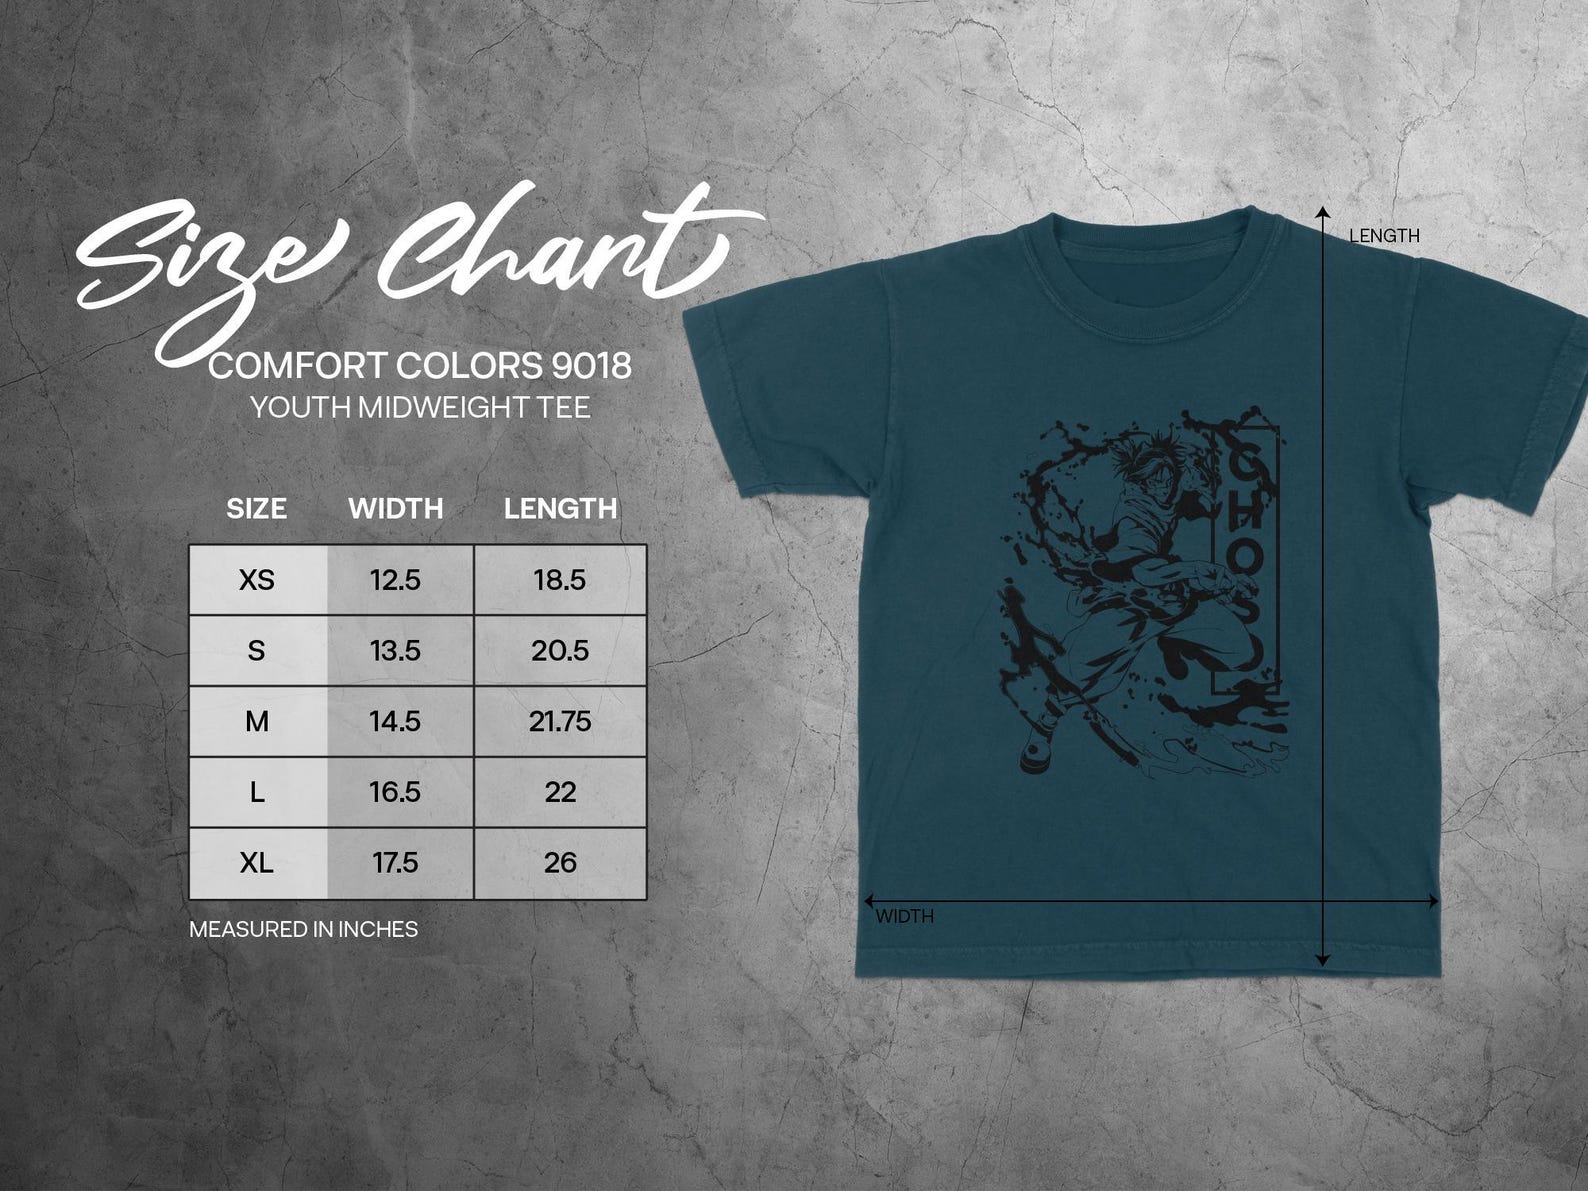 Size Chart
COMFORT COLORS 9018
YOUTH MIDWEIGHT TEE
SIZE WIDTH LENGTH
XS 12.5 18.5
S 13.5 20.5
M 14.5 21.75
L 16.5 22
XL 17.5 26
MEASURED IN INCHES
LENGTH
CHOSO
WIDTH